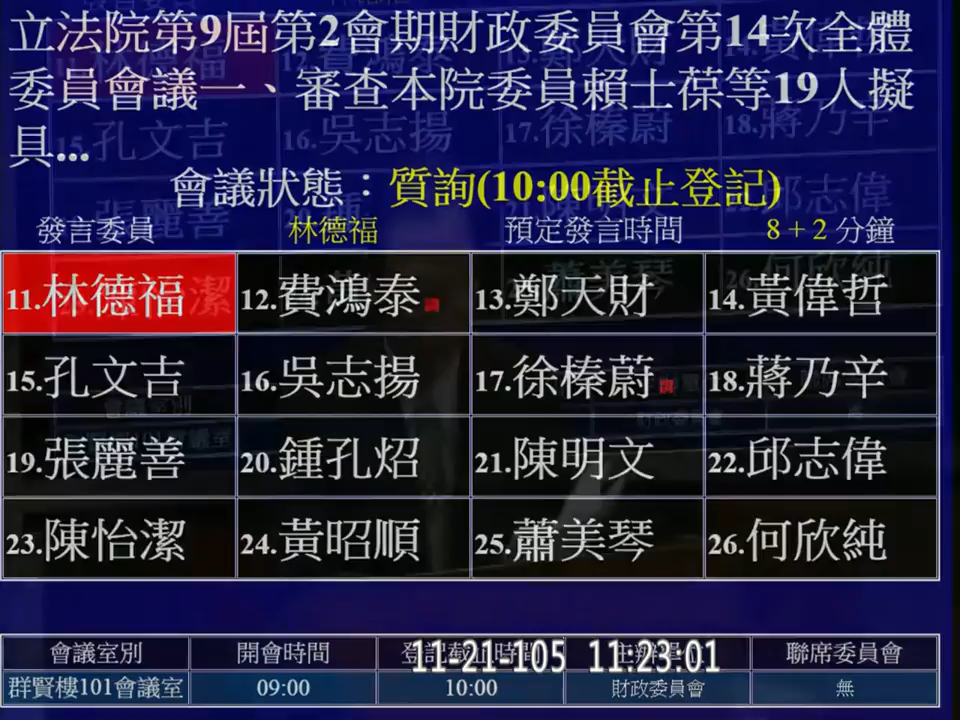 立法院第9屆第2會期財政委員會第14次全體
委員會議一、審查本院委員賴士葆等19人擬
具...
會議狀態：質詢(10:00截止登記)
發言委員 林德福 預定發言時間 8+2分鐘
11.林德福 12.費鴻泰 13.鄭天財 14.黃偉哲
15.孔文吉 16.吳志揚 17.徐榛蔚 18.蔣乃辛
19.張麗善 20.鍾孔炤 21.陳明文 22.邱志偉
23.陳怡潔 24.黃昭順 25.蕭美琴 26.何欣純
會議室別 開會時間 登記截止時間 聯席委員會
11-21-105 11:23:01
群賢樓101會議室 09:00 10:00 財政委員會 無